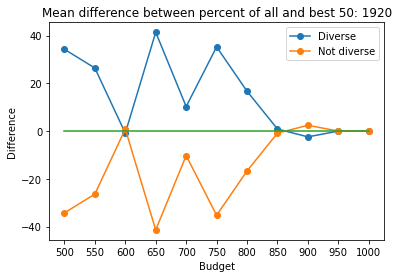 Mean difference between percent of all and best 50: 1920
Diverse
Not diverse
40
20
0
−20
−40
Difference
500 550 600 650 700 750 800 850 900 950 1000
Budget